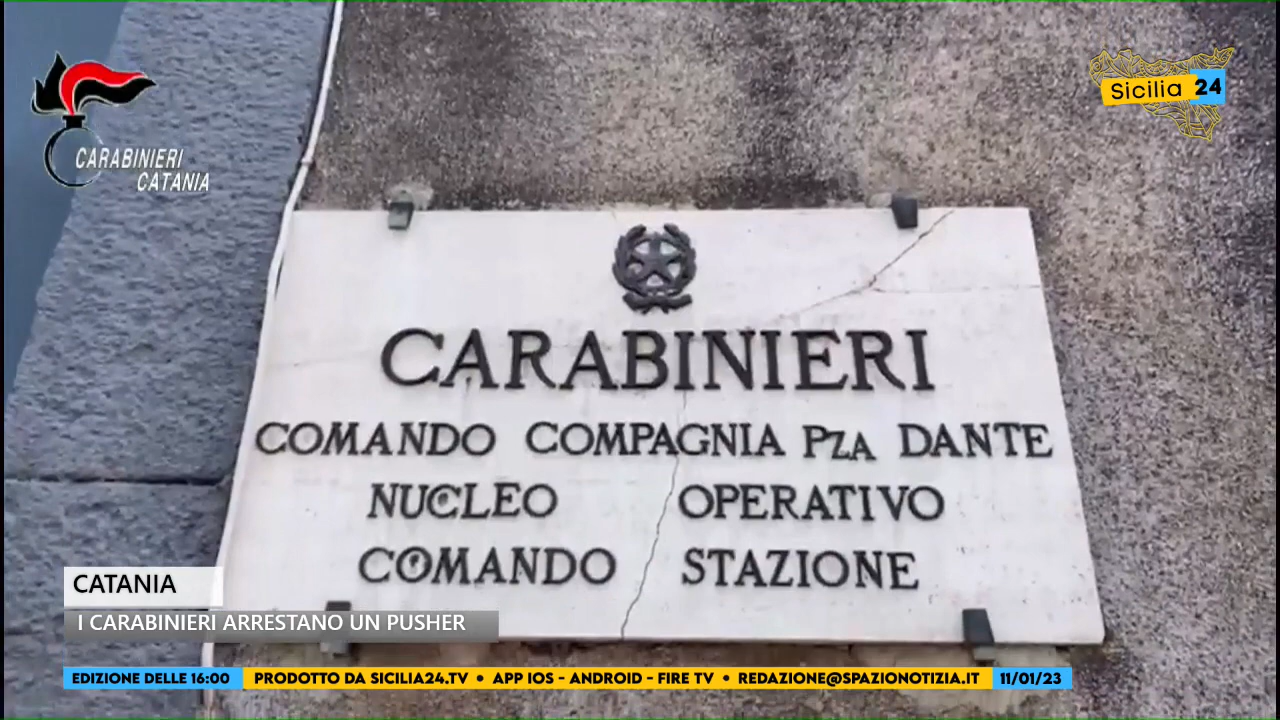 CARABINIERI
CATANIA
Sicilia 24
CARABINIERI
COMANDO COMPAGNIA PZA DANTE
NUCLEO OPERATIVO
COMANDO STAZIONE
CATANIA
I CARABINIERI ARRESTANO UN PUSHER
EDIZIONE DELLE 16:00 PRODOTTO DA SICILIA24.TV • APP IOS - ANDROID - FIRE TV • REDAZIONE@SPAZIONOTIZIA.IT 11/01/23